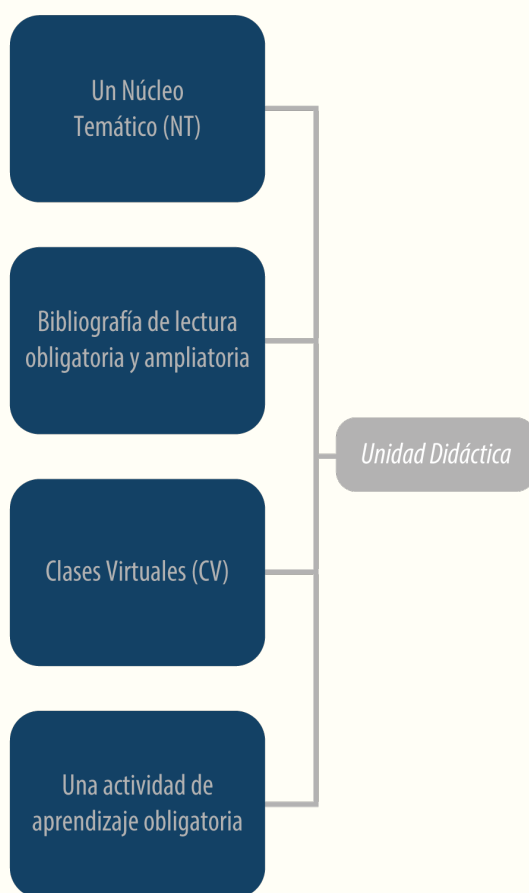 Un Núcleo
Temático (NT)
Bibliografía de lectura
obligatoria y ampliatoria
Unidad Didáctica
Clases Virtuales (CV)
Una actividad de
aprendizaje obligatoria